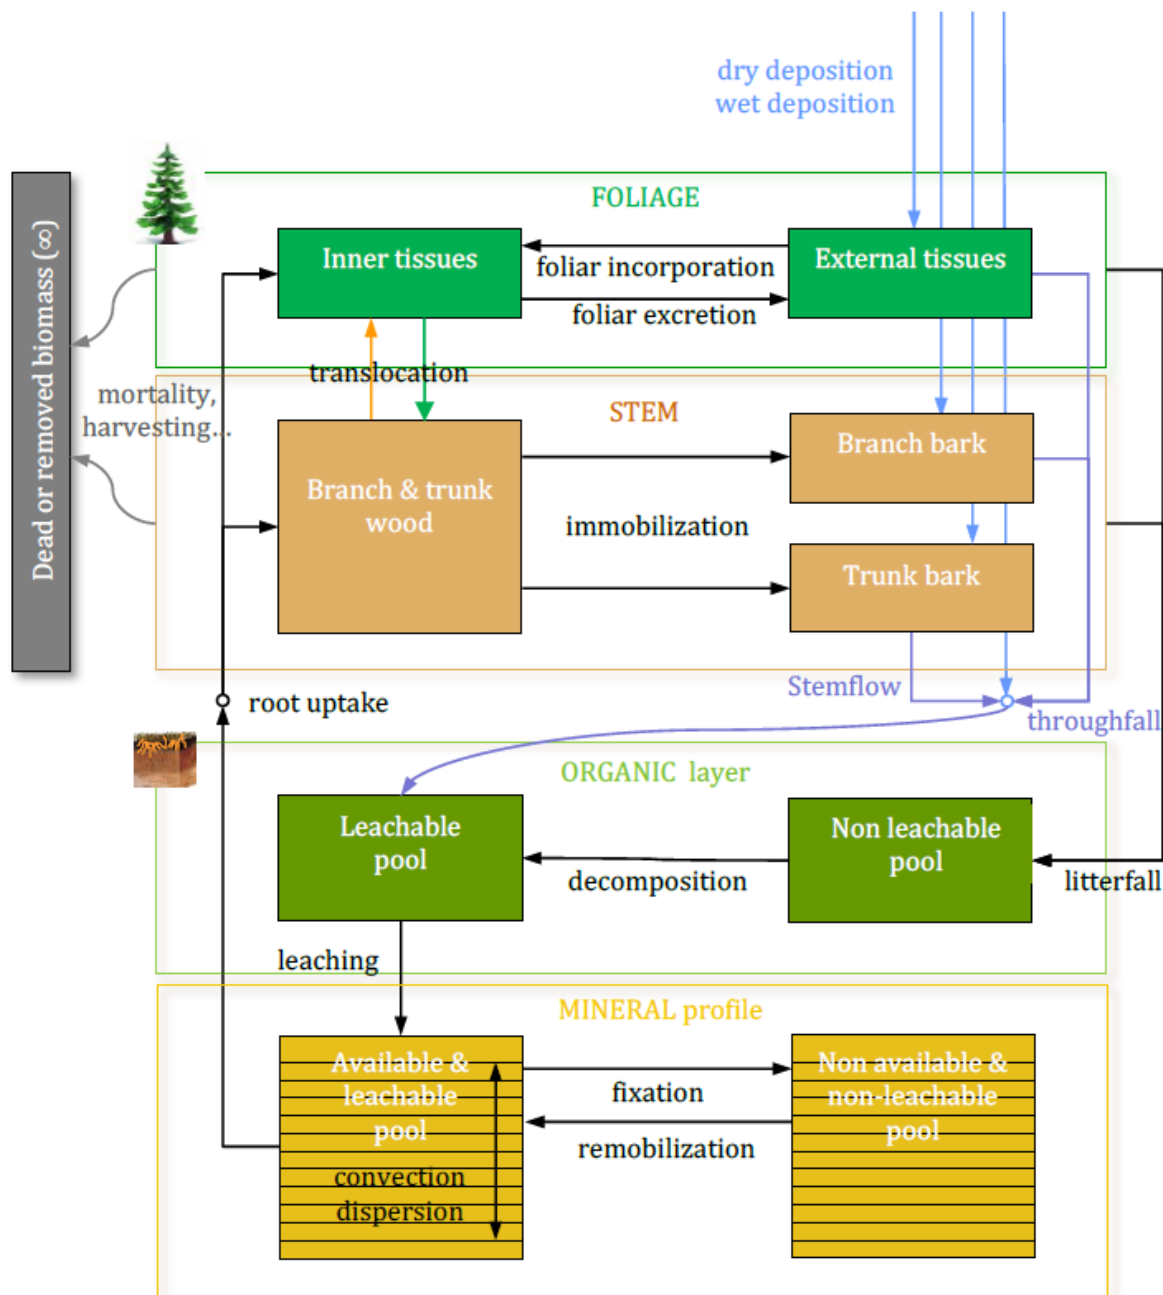 dry deposition
wet deposition
FOLIAGE
Inner tissues
External tissues
foliar incorporation
foliar excretion
translocation
Dead or removed biomass (∞)
mortality,
harvesting...
STEM
Branch & trunk
wood
Branch bark
immobilization
Trunk bark
Stemflow
root uptake
throughfall
ORGANIC layer
Leachable
pool
Non leachable
pool
decomposition
litterfall
leaching
MINERAL profile
Available &
leachable
pool
Non available &
non-leachable
pool
fixation
remobilization
convection
dispersion